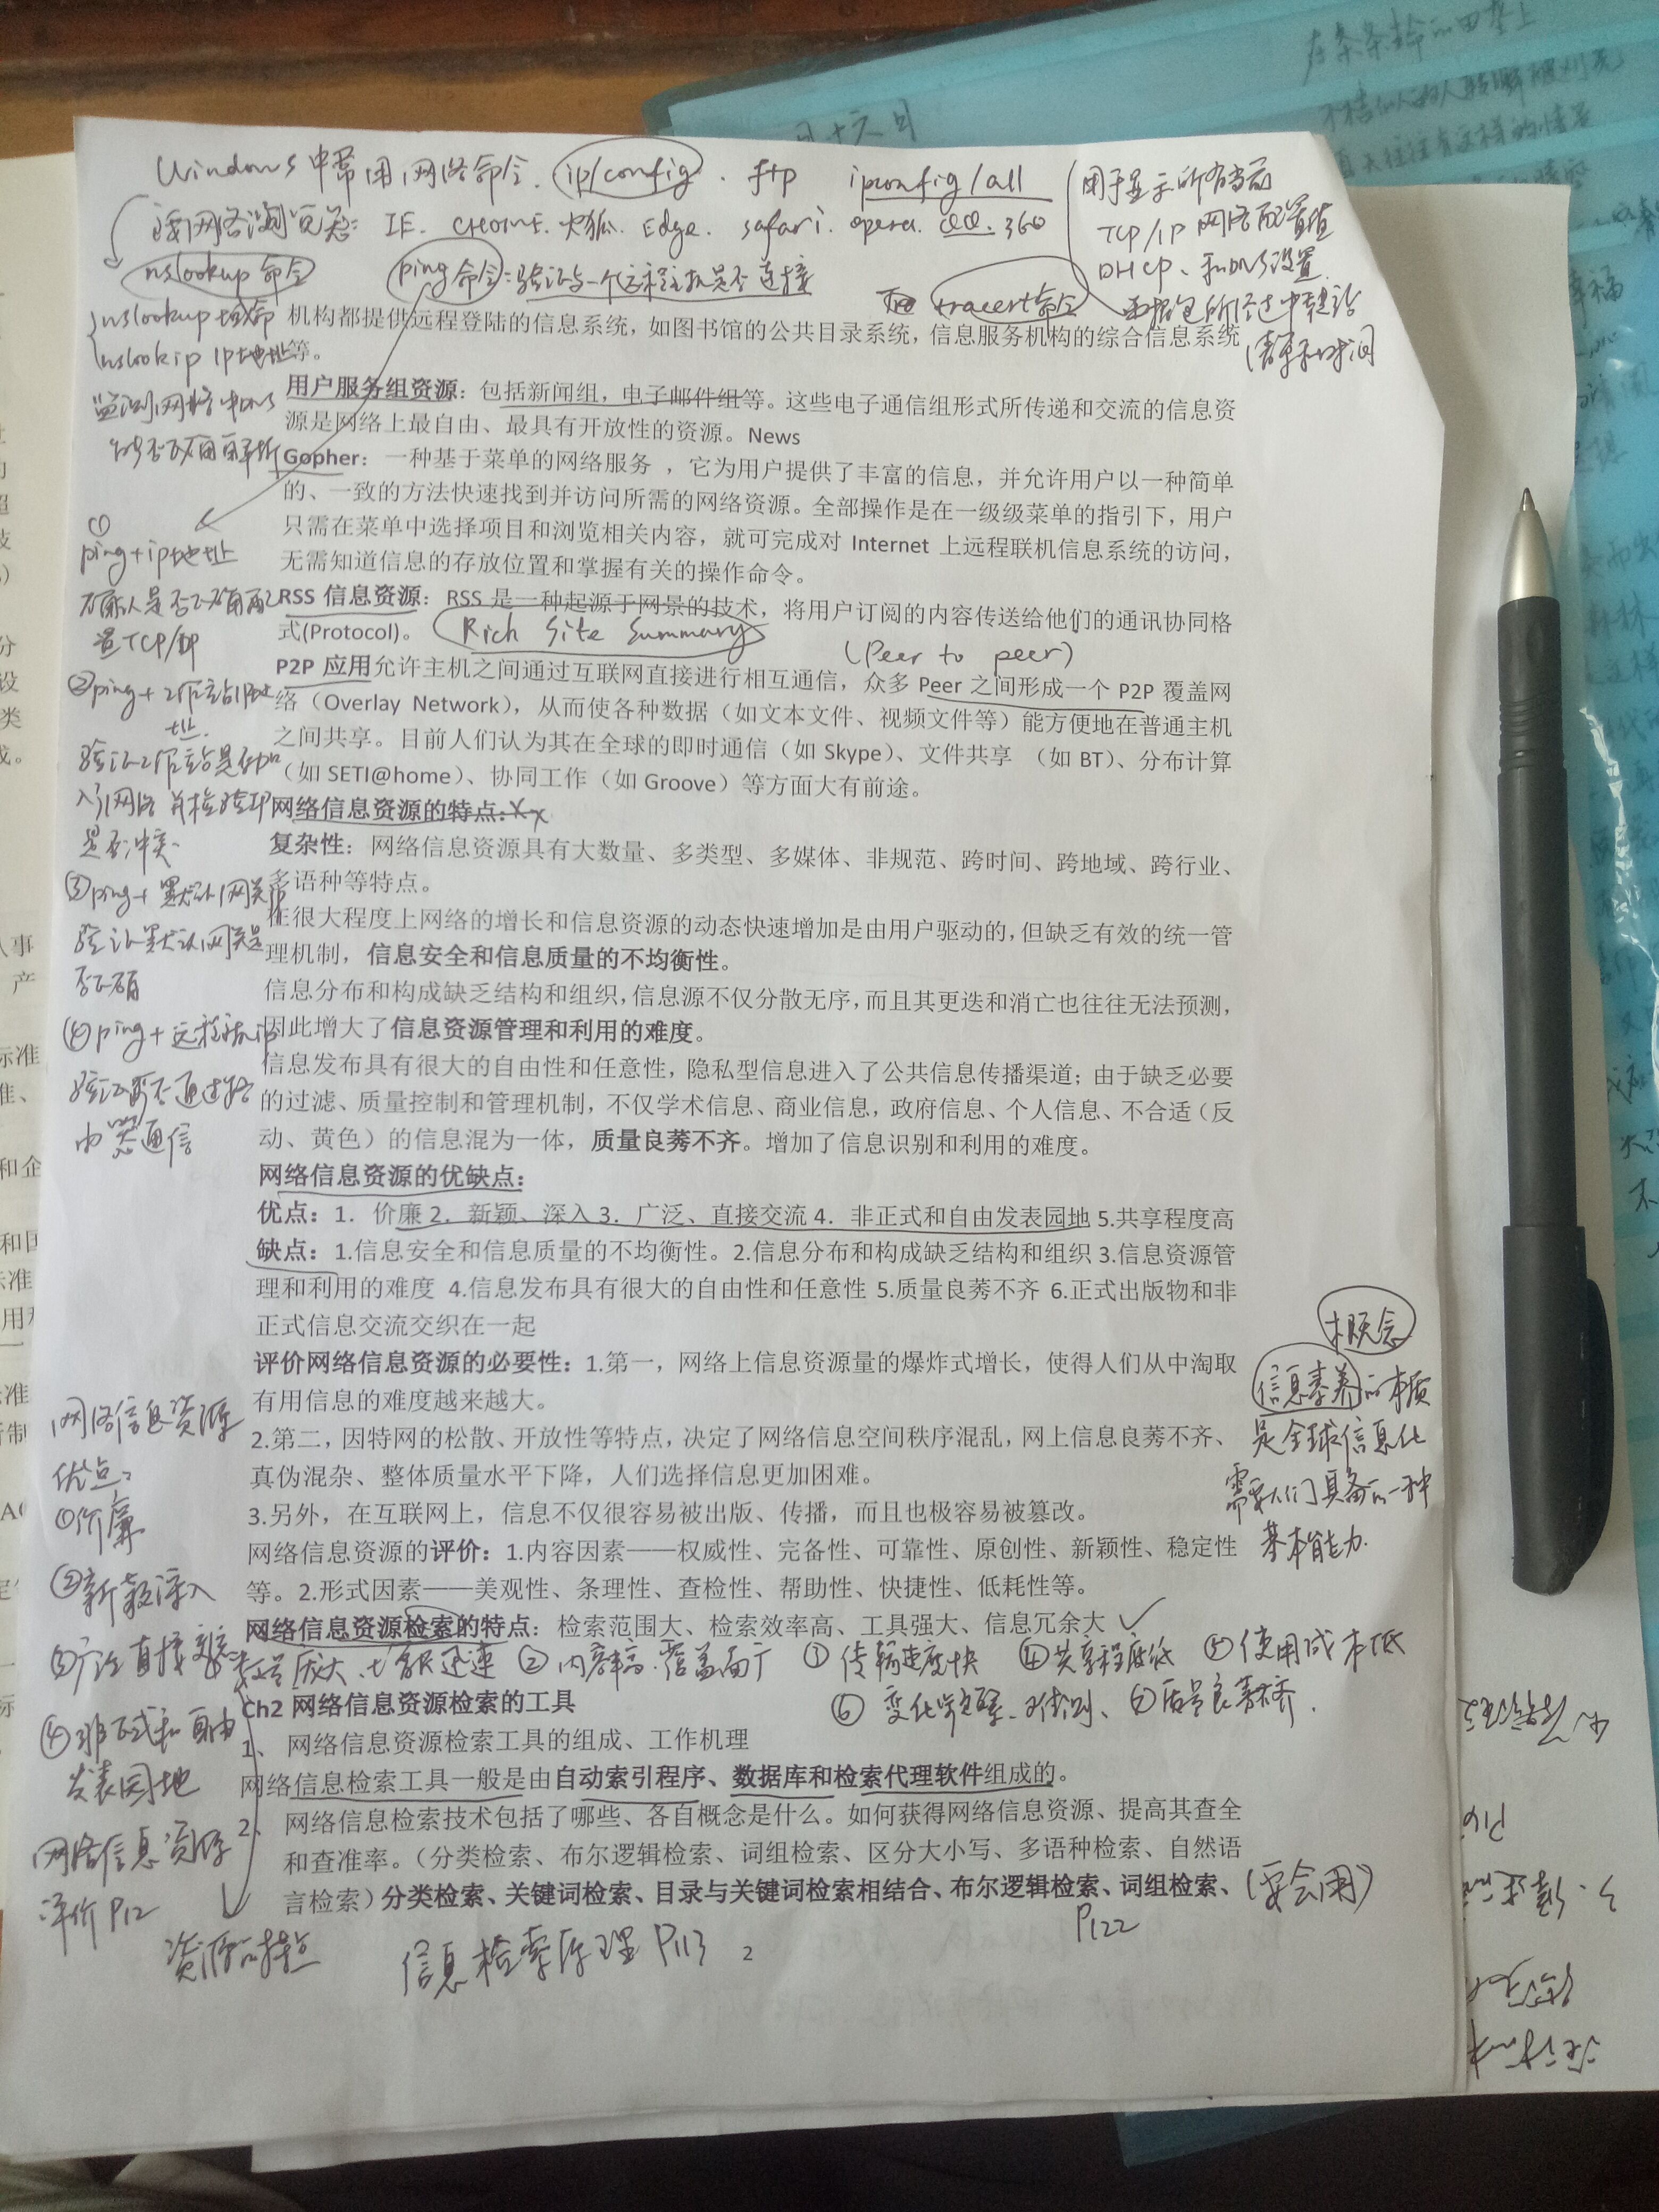 Windows中常用网络命令. ip/config . ftp ipconfig/all
用于显示所有当前
TCP/IP 网络配置值
DHCP、和DNS设置.
主要网络浏览器: IE. Chome. 火狐. Edge. safari. opera. QQ. 360
nslookup 命令
ping命令:验证与一个远程主机是否连接
tracert命令
数据包所经过中转站
清单和时间
nslookup 域命
nslookip ip地址
监测网络中DNS
能否正确解析
机构都提供远程登陆的信息系统,如图书馆的公共目录系统,信息服务机构的综合信息系统
等。
用户服务组资源:包括新闻组,电子邮件组等。这些电子通信组形式所传递和交流的信息资
源是网络上最自由、最具有开放性的资源。News
Gopher:一种基于菜单的网络服务 ,它为用户提供了丰富的信息,并允许用户以一种简单
的、一致的方法快速找到并访问所需的网络资源。全部操作是在一级级菜单的指引下,用户
只需在菜单中选择项目和浏览相关内容,就可完成对 Internet 上远程联机信息系统的访问,
无需知道信息的存放位置和掌握有关的操作命令。
RSS 信息资源:RSS 是一种起源于网景的技术,将用户订阅的内容传送给他们的通讯协同格
式(Protocol)。
Rich Site Summary
(Peer to peer)
P2P 应用允许主机之间通过互联网直接进行相互通信,众多 Peer 之间形成一个 P2P 覆盖网
络(Overlay Network),从而使各种数据(如文本文件、视频文件等)能方便地在普通主机
之间共享。目前人们认为其在全球的即时通信(如 Skype)、文件共享 (如 BT)、分布计算
(如 SETI@home)、协同工作(如 Groove)等方面大有前途。
① ping+ip地址
确认是否正确配
置TCP/IP
② ping+
址.
入网络 并检验IP
是否冲突.
③ ping+默认网关IP
验证默认网关是
否正确
④ ping+远程主机ip
验证能否通过路
由器通信
网络信息资源的特点:
复杂性:网络信息资源具有大数量、多类型、多媒体、非规范、跨时间、跨地域、跨行业、
多语种等特点。
在很大程度上网络的增长和信息资源的动态快速增加是由用户驱动的,但缺乏有效的统一管
理机制,信息安全和信息质量的不均衡性。
信息分布和构成缺乏结构和组织,信息源不仅分散无序,而且其更迭和消亡也往往无法预测,
因此增大了信息资源管理和利用的难度。
信息发布具有很大的自由性和任意性,隐私型信息进入了公共信息传播渠道;由于缺乏必要
的过滤、质量控制和管理机制,不仅学术信息、商业信息,政府信息、个人信息、不合适(反
动、黄色)的信息混为一体,质量良莠不齐。增加了信息识别和利用的难度。
网络信息资源的优缺点:
优点:1. 价廉 2. 新颖、深入 3. 广泛、直接交流 4. 非正式和自由发表园地 5.共享程度高
缺点:1.信息安全和信息质量的不均衡性。2.信息分布和构成缺乏结构和组织 3.信息资源管
理和利用的难度 4.信息发布具有很大的自由性和任意性 5.质量良莠不齐 6.正式出版物和非
正式信息交流交织在一起
评价网络信息资源的必要性:1.第一,网络上信息资源量的爆炸式增长,使得人们从中淘取
有用信息的难度越来越大。
2.第二,因特网的松散、开放性等特点,决定了网络信息空间秩序混乱,网上信息良莠不齐、
真伪混杂、整体质量水平下降,人们选择信息更加困难。
3.另外,在互联网上,信息不仅很容易被出版、传播,而且也极容易被篡改。
网络信息资源的评价:1.内容因素——权威性、完备性、可靠性、原创性、新颖性、稳定性
等。2.形式因素——美观性、条理性、查检性、帮助性、快捷性、低耗性等。
网络信息资源检索的特点:检索范围大、检索效率高、工具强大、信息冗余大
概念
信息素养的本质
是全球信息化
需要人们具备的一种
基本能力.
网络信息资源
优点:
①价廉
②新颖深入
③广泛直接交流
④非正式和自由
发表园地
网络信息资源
评价 P12
数量庞大、增长迅速 ② 内容丰富.覆盖面广 ③ 传输速度快 ④ 共享程度低 ⑤ 使用成本低
⑦质量良莠不齐.
Ch2 网络信息资源检索的工具
1、 网络信息资源检索工具的组成、工作机理
网络信息检索工具一般是由自动索引程序、数据库和检索代理软件组成的。
2、 网络信息检索技术包括了哪些、各自概念是什么。如何获得网络信息资源、提高其查全
和查准率。(分类检索、布尔逻辑检索、词组检索、区分大小写、多语种检索、自然语
言检索)分类检索、关键词检索、目录与关键词检索相结合、布尔逻辑检索、词组检索、
(要会用)
P122
资源的特点
信息检索原理 P113
2